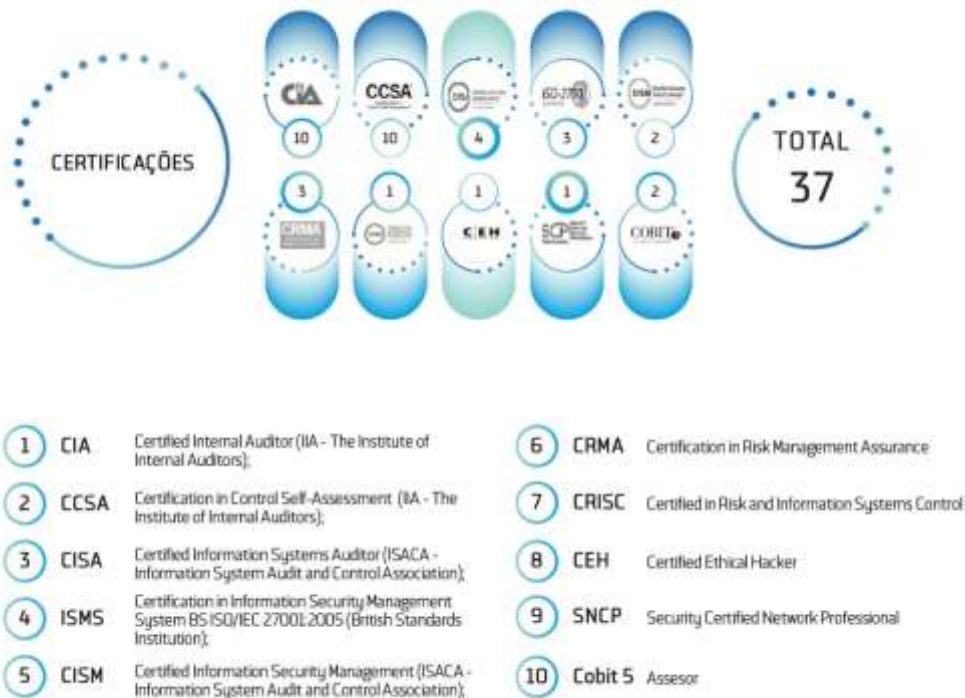 CERTIFICAÇÕES
CIA
CCSA
ISO-27001
10
10
4
3
2
TOTAL
37
3
1
1
1
2
CRMA
C|EH
SCP
COBIT
1 CIA Certified Internal Auditor (IIA - The Institute of
Internal Auditors);
2 CCSA Certification in Control Self-Assessment (IIA - The
Institute of Internal Auditors);
3 CISA Certified Information Systems Auditor (ISACA -
Information System Audit and Control Association);
4 ISMS Certification in Information Security Management
System BS ISO/IEC 27001:2005 (British Standards
Institution);
5 CISM Certified Information Security Management (ISACA -
Information System Audit and Control Association);
6 CRMA Certification in Risk Management Assurance
7 CRISC Certified in Risk and Information Systems Control
8 CEH Certified Ethical Hacker
9 SNCP Security Certified Network Professional
10 Cobit 5 Assesor